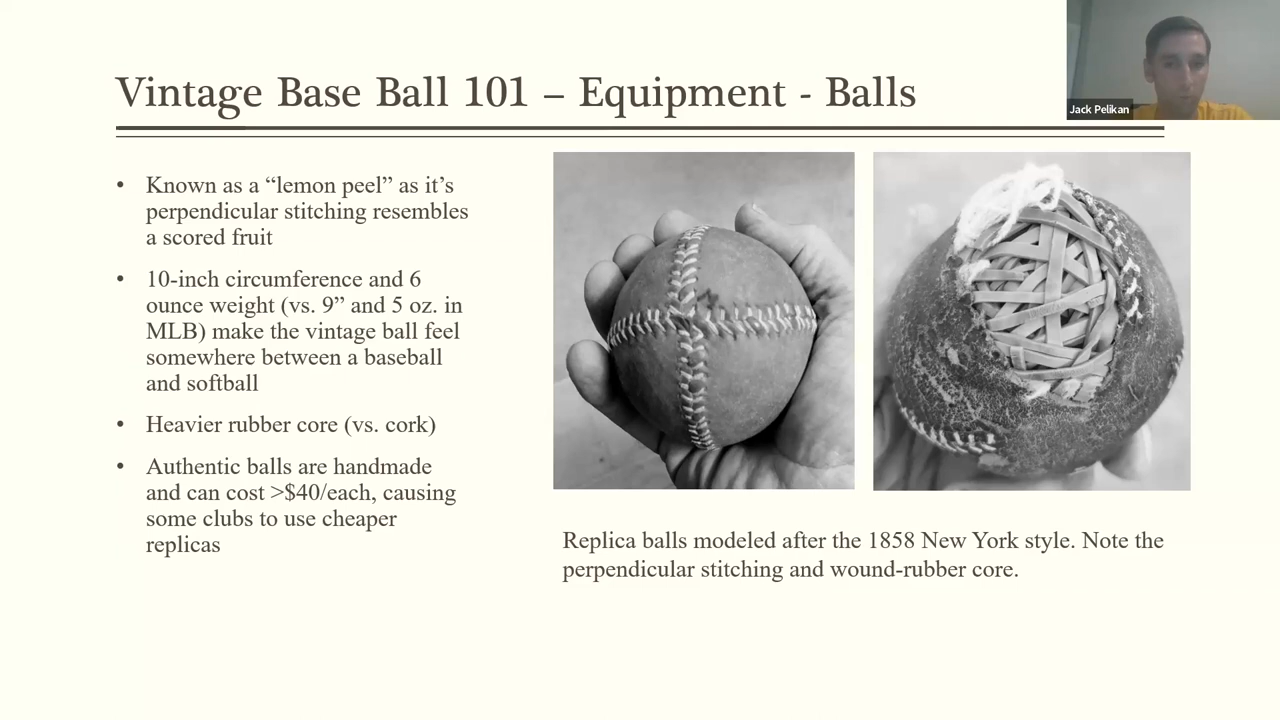 Vintage Base Ball 101 – Equipment - Balls
Jack Pelikan
• Known as a “lemon peel” as it’s
perpendicular stitching resembles
a scored fruit
• 10-inch circumference and 6
ounce weight (vs. 9” and 5 oz. in
MLB) make the vintage ball feel
somewhere between a baseball
and softball
• Heavier rubber core (vs. cork)
• Authentic balls are handmade
and can cost >$40/each, causing
some clubs to use cheaper
replicas
Replica balls modeled after the 1858 New York style. Note the
perpendicular stitching and wound-rubber core.